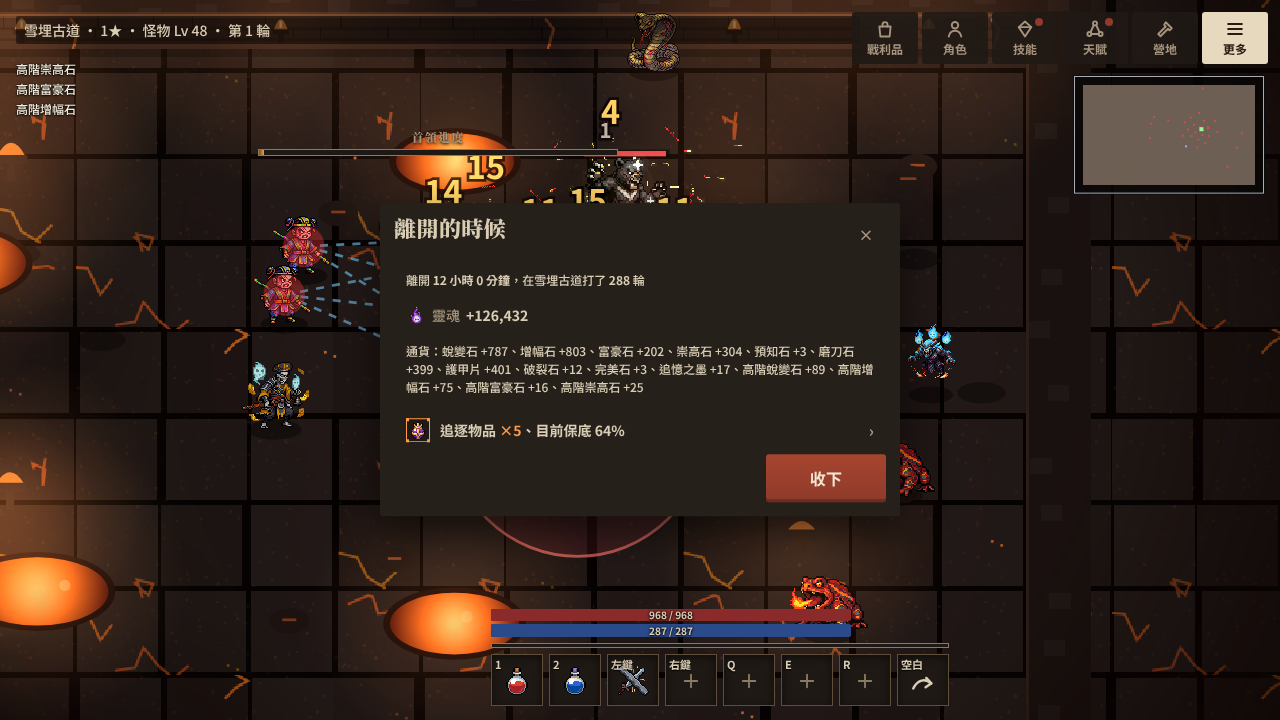 雪埋古道 • 1★ • 怪物 Lv 48 • 第 1 輪
戰利品
角色
技能
天賦
營地
更多
高階崇高石
高階富豪石
高階增幅石
首領進度
4
1
15
14
15
離開的時候
離開 12 小時 0 分鐘，在雪埋古道打了 288 輪
靈魂 +126,432
通貨：蛻變石 +787、增幅石 +803、富豪石 +202、崇高石 +304、預知石 +3、磨刀石
+399、護甲片 +401、破裂石 +12、完美石 +3、追憶之墨 +17、高階蛻變石 +89、高階增
幅石 +75、高階富豪石 +16、高階崇高石 +25
追逐物品 ×5、目前保底 64%
收下
968 / 968
287 / 287
1
2
左鍵
右鍵
Q
E
R
空白